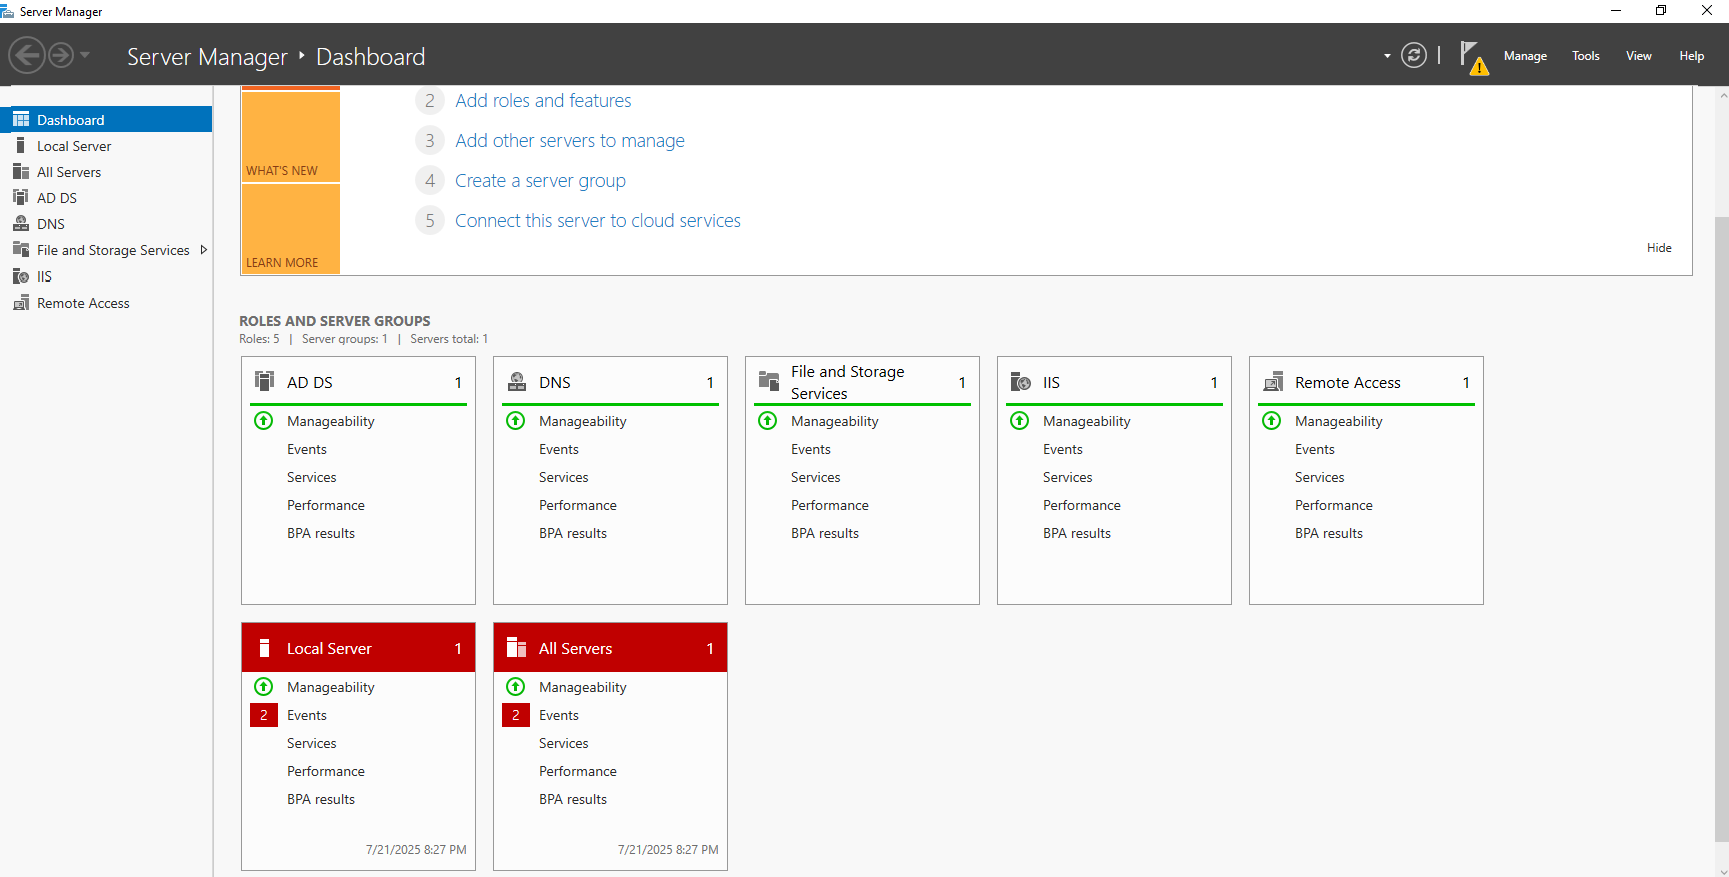 Server Manager
Server Manager ‣ Dashboard
Manage Tools View Help
Dashboard
Local Server
All Servers
AD DS
DNS
File and Storage Services
IIS
Remote Access
WHAT'S NEW
LEARN MORE
2 Add roles and features
3 Add other servers to manage
4 Create a server group
5 Connect this server to cloud services
Hide
ROLES AND SERVER GROUPS
Roles: 5 | Server groups: 1 | Servers total: 1
AD DS 1
Manageability
Events
Services
Performance
BPA results
DNS 1
Manageability
Events
Services
Performance
BPA results
File and Storage
Services 1
Manageability
Events
Services
Performance
BPA results
IIS 1
Manageability
Events
Services
Performance
BPA results
Remote Access 1
Manageability
Events
Services
Performance
BPA results
Local Server 1
Manageability
2 Events
Services
Performance
BPA results
7/21/2025 8:27 PM
All Servers 1
Manageability
2 Events
Services
Performance
BPA results
7/21/2025 8:27 PM